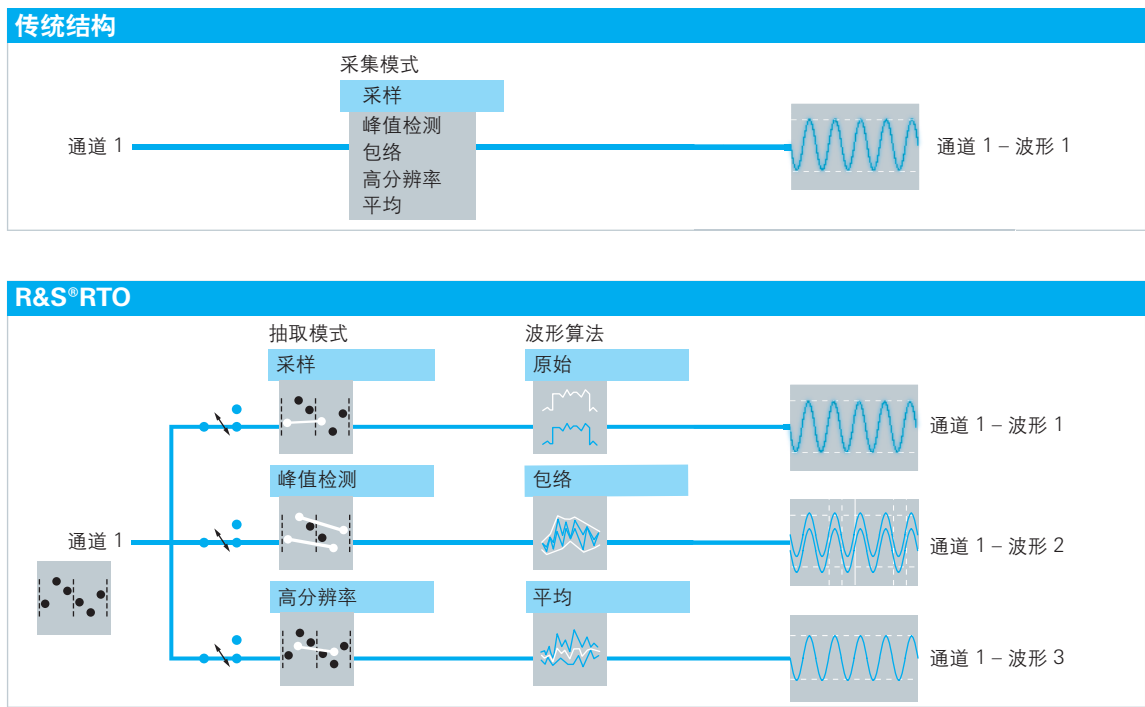 传统结构
采集模式
采样
峰值检测
包络
高分辨率
平均
通道 1
通道 1 – 波形 1
R&S®RTO
抽取模式
波形算法
采样
原始
通道 1 – 波形 1
峰值检测
包络
通道 1
通道 1 – 波形 2
高分辨率
平均
通道 1 – 波形 3